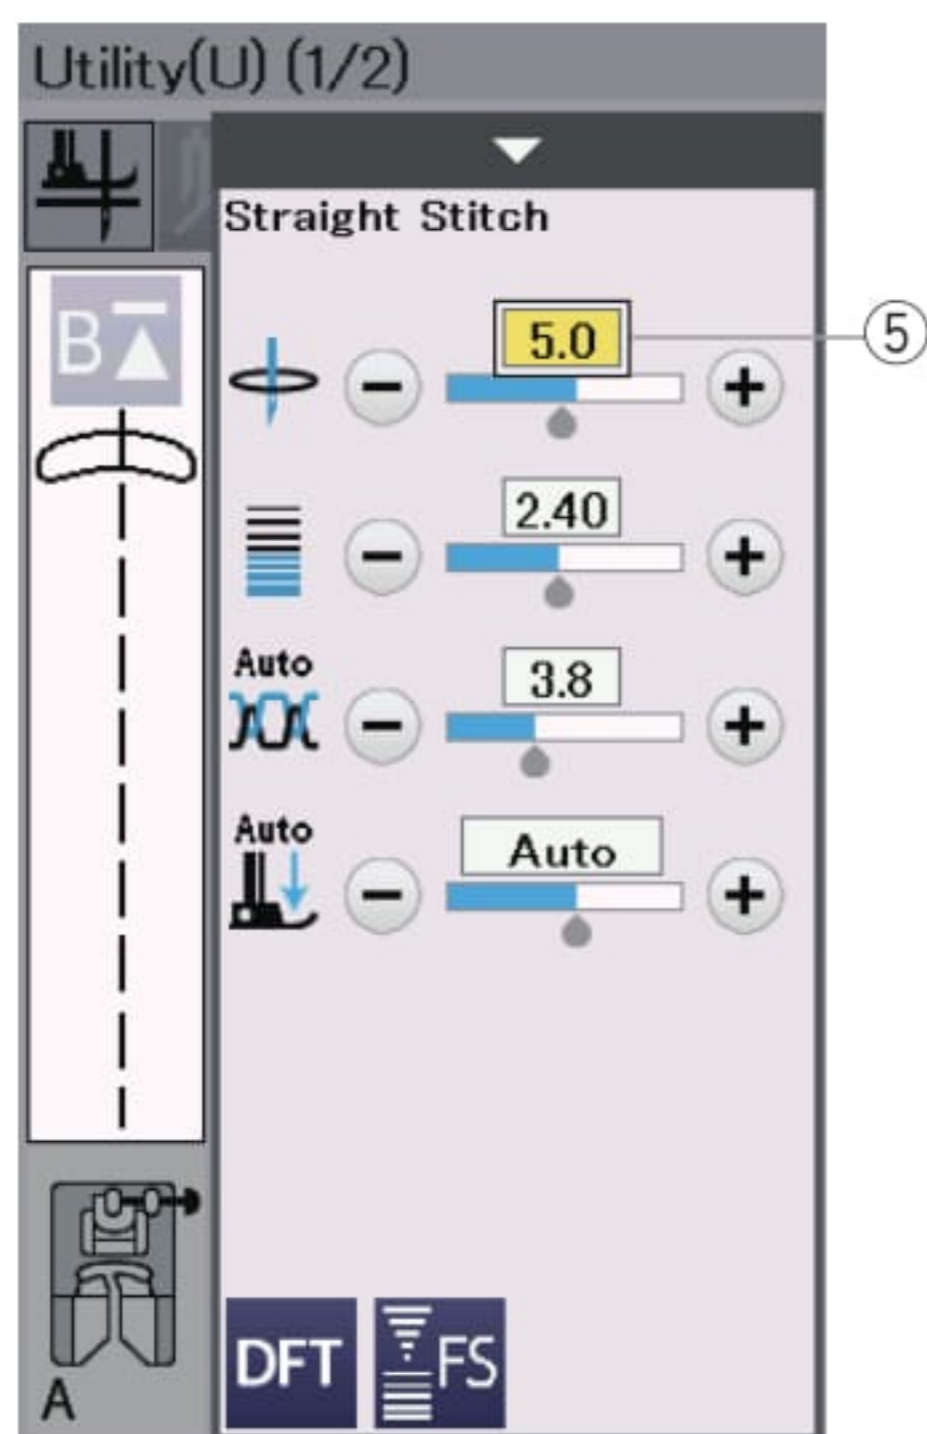 Utility(U) (1/2)
Straight Stitch
B
5.0
⑤
2.40
Auto
3.8
Auto
Auto
DFT
FS
A